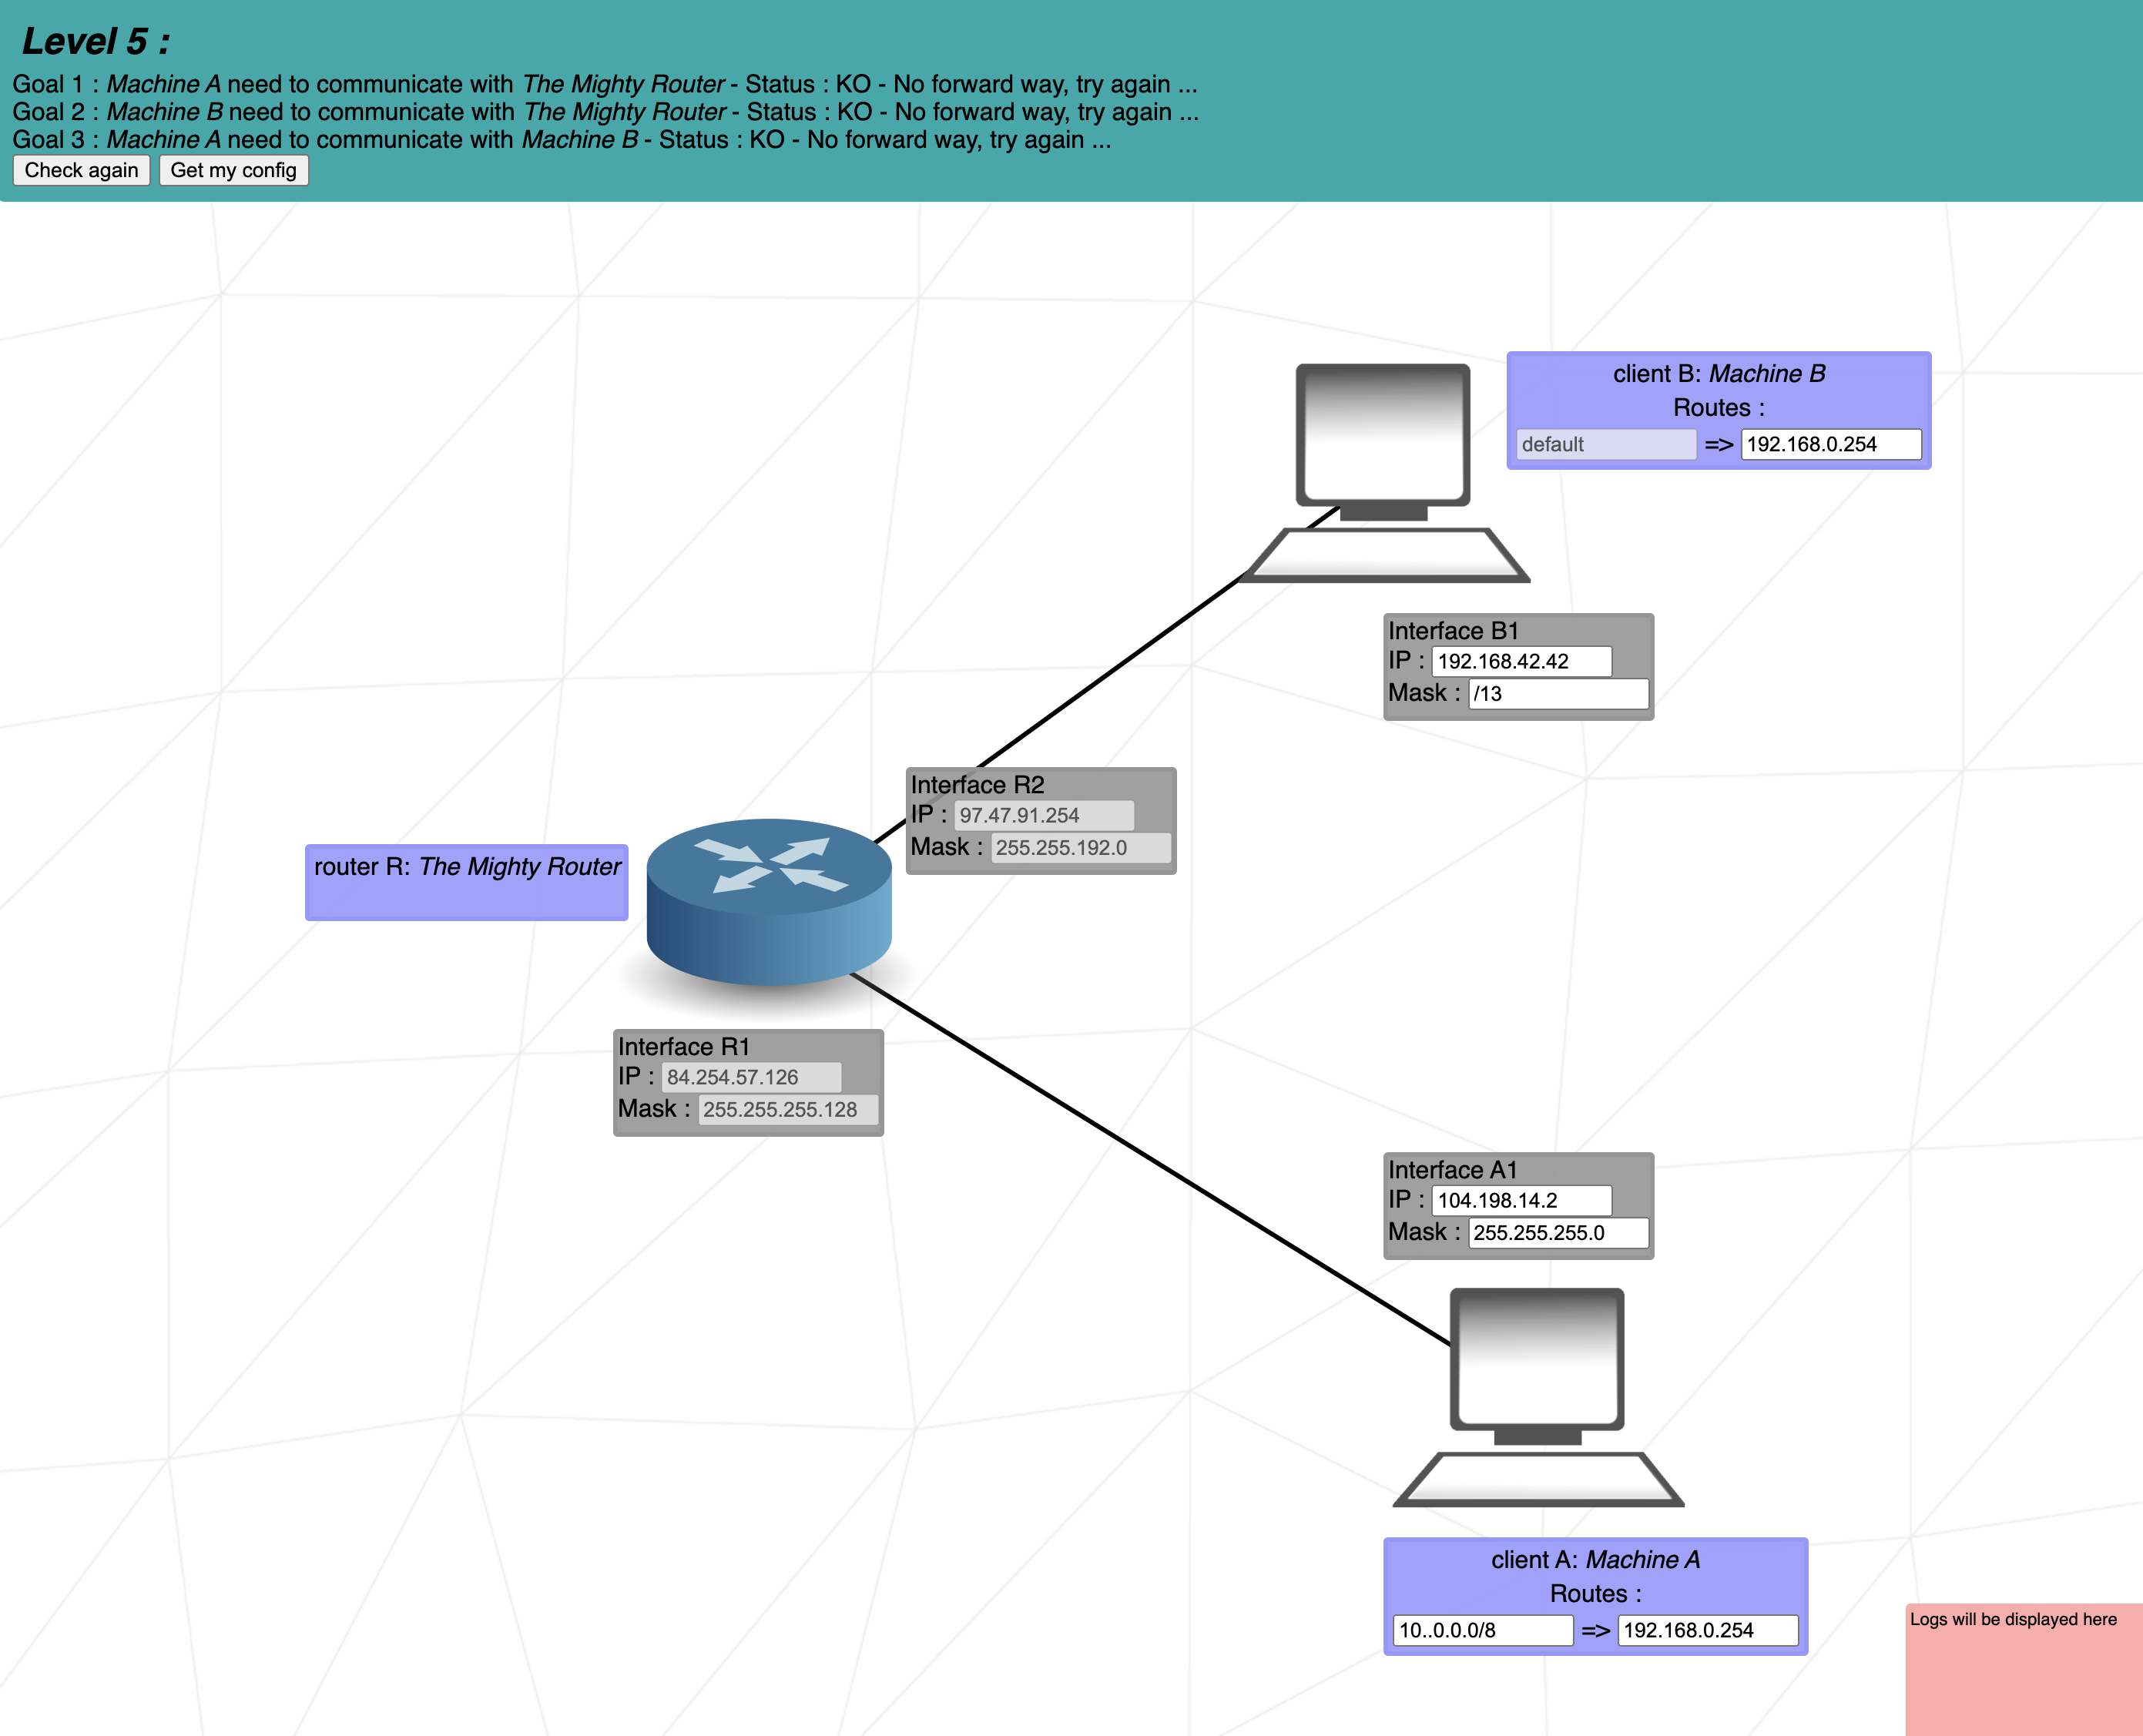 Level 5 :
Goal 1 : Machine A need to communicate with The Mighty Router - Status : KO - No forward way, try again ...
Goal 2 : Machine B need to communicate with The Mighty Router - Status : KO - No forward way, try again ...
Goal 3 : Machine A need to communicate with Machine B - Status : KO - No forward way, try again ...
Check again Get my config
client B: Machine B
Routes :
default => 192.168.0.254
Interface B1
IP : 192.168.42.42
Mask : /13
Interface R2
IP : 97.47.91.254
Mask : 255.255.192.0
router R: The Mighty Router
Interface R1
IP : 84.254.57.126
Mask : 255.255.255.128
Interface A1
IP : 104.198.14.2
Mask : 255.255.255.0
client A: Machine A
Routes :
10..0.0.0/8 => 192.168.0.254
Logs will be displayed here